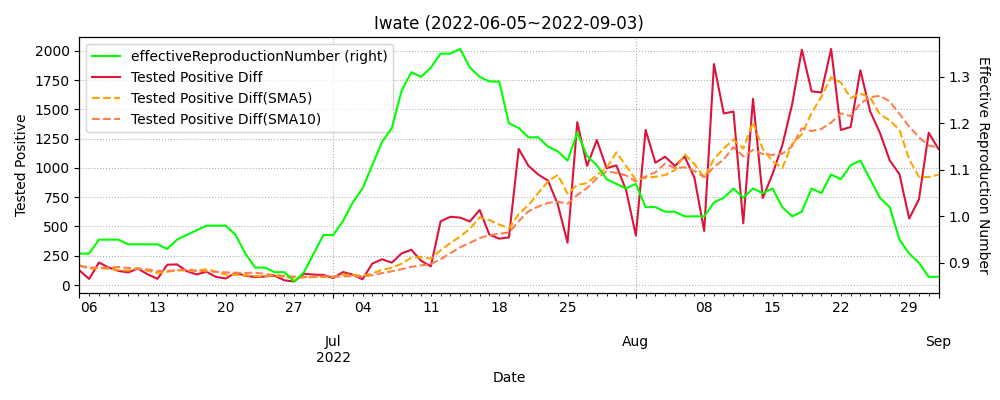 Iwate (2022-06-05~2022-09-03)
effectiveReproductionNumber (right)
Tested Positive Diff
Tested Positive Diff(SMA5)
Tested Positive Diff(SMA10)
Tested Positive
2000
1750
1500
1250
1000
750
500
250
0
Effective Reproduction Number
1.3
1.2
1.1
1.0
0.9
06 13 20 27 04 11 18 25 08 15 22 29
Jul Aug Sep
2022
Date